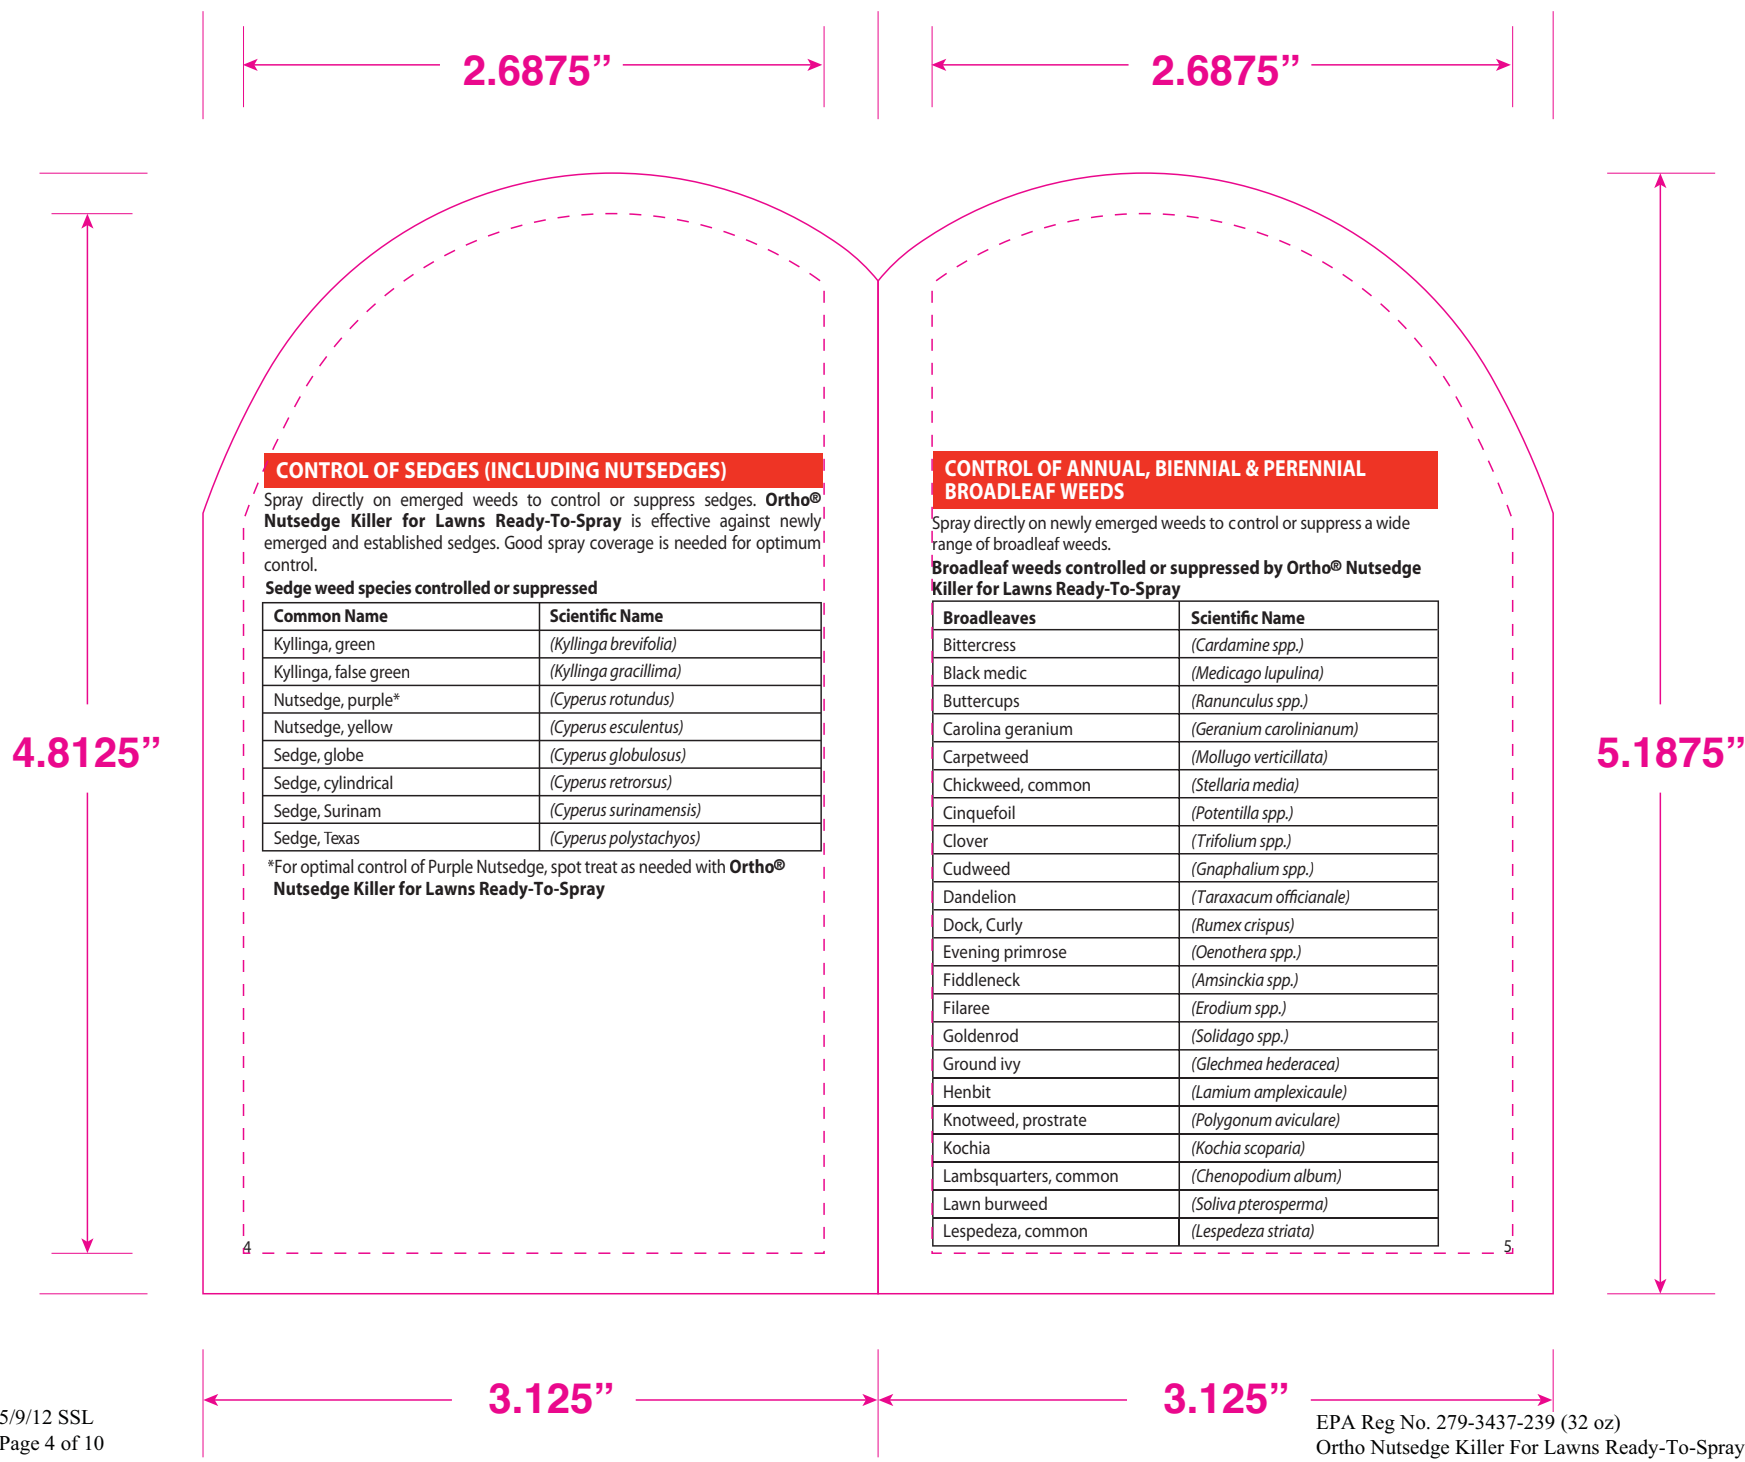 2.6875”
2.6875”
4.8125”
5.1875”
CONTROL OF SEDGES (INCLUDING NUTSEDGES)
Spray directly on emerged weeds to control or suppress sedges. Ortho®
Nutsedge Killer for Lawns Ready-To-Spray is effective against newly
emerged and established sedges. Good spray coverage is needed for optimum
control.
Sedge weed species controlled or suppressed
Common Name Scientific Name
Kyllinga, green (Kyllinga brevifolia)
Kyllinga, false green (Kyllinga gracillima)
Nutsedge, purple* (Cyperus rotundus)
Nutsedge, yellow (Cyperus esculentus)
Sedge, globe (Cyperus globulosus)
Sedge, cylindrical (Cyperus retrorsus)
Sedge, Surinam (Cyperus surinamensis)
Sedge, Texas (Cyperus polystachyos)
*For optimal control of Purple Nutsedge, spot treat as needed with Ortho®
Nutsedge Killer for Lawns Ready-To-Spray
4
CONTROL OF ANNUAL, BIENNIAL & PERENNIAL
BROADLEAF WEEDS
Spray directly on newly emerged weeds to control or suppress a wide
range of broadleaf weeds.
Broadleaf weeds controlled or suppressed by Ortho® Nutsedge
Killer for Lawns Ready-To-Spray
Broadleaves Scientific Name
Bittercress (Cardamine spp.)
Black medic (Medicago lupulina)
Buttercups (Ranunculus spp.)
Carolina geranium (Geranium carolinianum)
Carpetweed (Mollugo verticillata)
Chickweed, common (Stellaria media)
Cinquefoil (Potentilla spp.)
Clover (Trifolium spp.)
Cudweed (Gnaphalium spp.)
Dandelion (Taraxacum officianale)
Dock, Curly (Rumex crispus)
Evening primrose (Oenothera spp.)
Fiddleneck (Amsinckia spp.)
Filaree (Erodium spp.)
Goldenrod (Solidago spp.)
Ground ivy (Glechmea hederacea)
Henbit (Lamium amplexicaule)
Knotweed, prostrate (Polygonum aviculare)
Kochia (Kochia scoparia)
Lambsquarters, common (Chenopodium album)
Lawn burweed (Soliva pterosperma)
Lespedeza, common (Lespedeza striata)
5
3.125”
3.125”
5/9/12 SSL
Page 4 of 10
EPA Reg No. 279-3437-239 (32 oz)
Ortho Nutsedge Killer For Lawns Ready-To-Spray